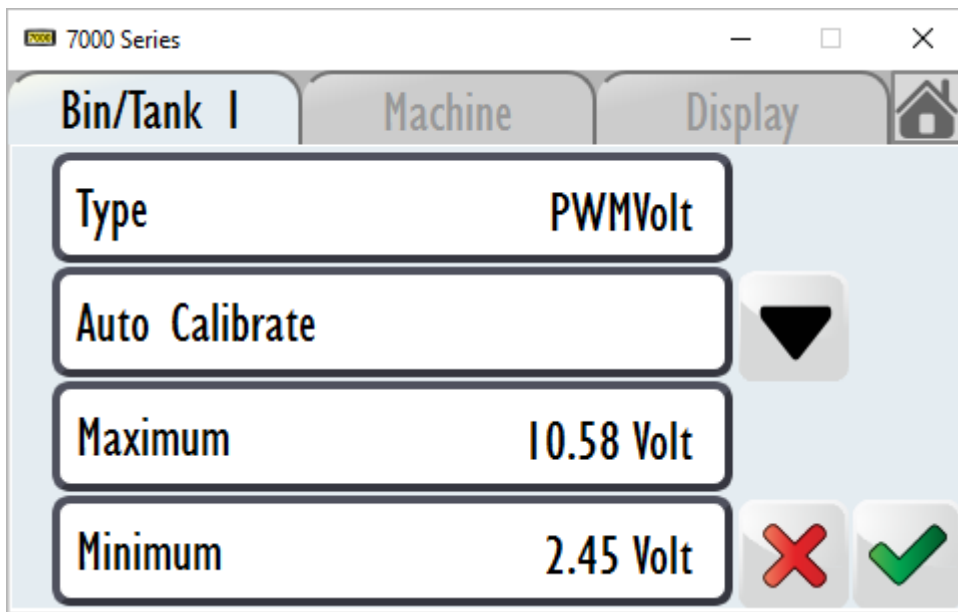 7000 Series
Bin/Tank 1 Machine Display
Type PWMVolt
Auto Calibrate
Maximum 10.58 Volt
Minimum 2.45 Volt